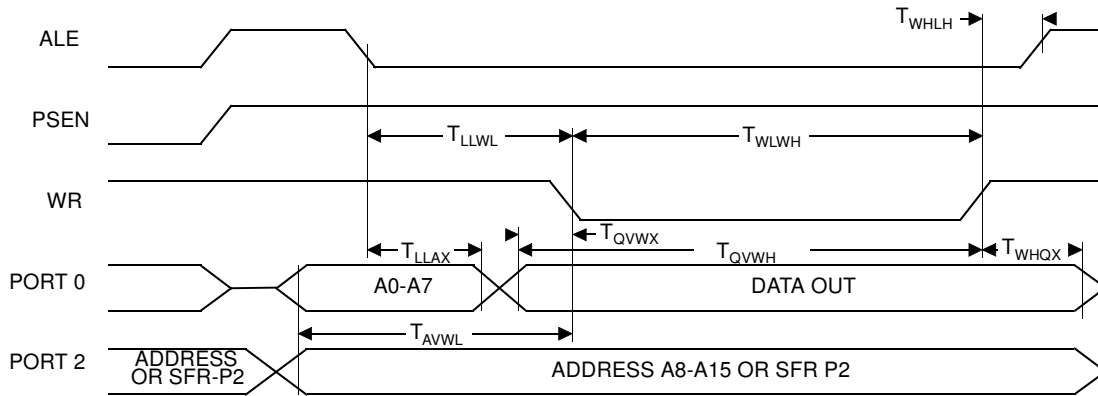 ALE
T_WHLH
PSEN
T_LLWL
T_WLWH
WR
T_LLAX
T_QVWX
T_QVWH
T_WHQX
PORT 0
A0-A7
DATA OUT
T_AVWL
PORT 2
ADDRESS
OR SFR-P2
ADDRESS A8-A15 OR SFR P2